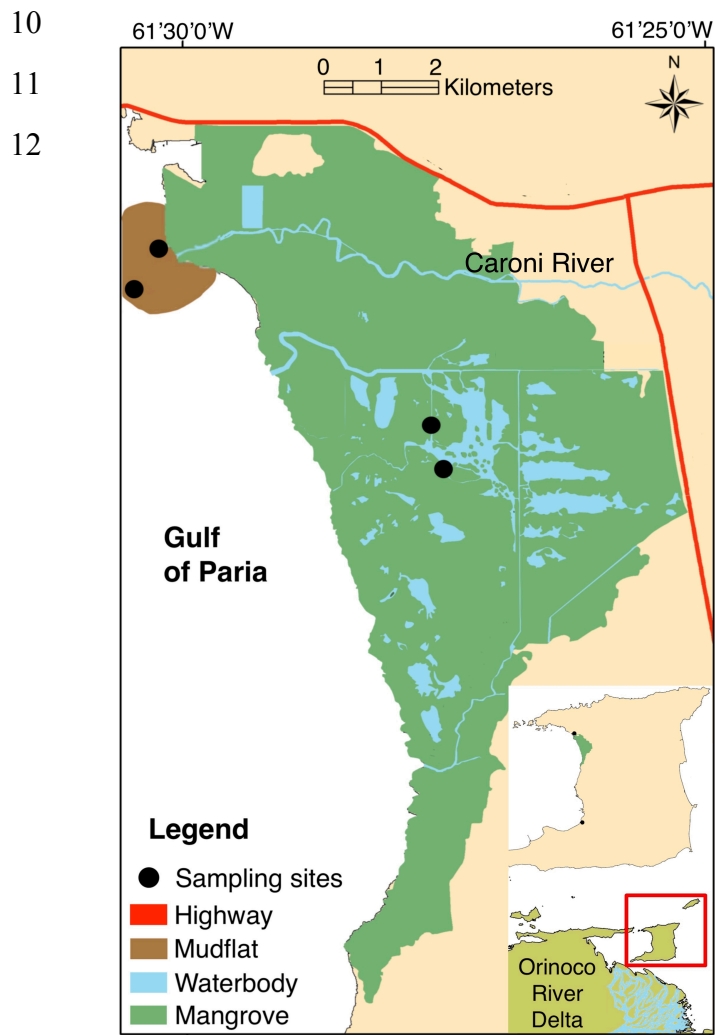 10
61'30'0"W 61'25'0"W
11
0 1 2
Kilometers
N
12
Caroni River
Gulf
of Paria
Legend
Sampling sites
Highway
Mudflat
Waterbody
Mangrove
Orinoco
River
Delta